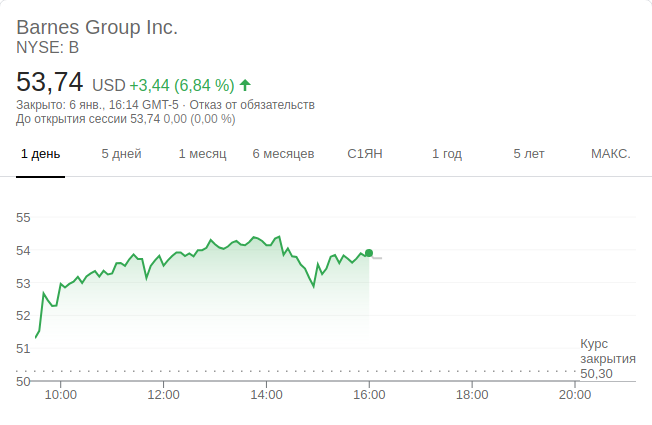 Barnes Group Inc.
NYSE: B
53,74 USD +3,44 (6,84 %)
Закрыто: 6 янв., 16:14 GMT-5 · Отказ от обязательств
До открытия сессии 53,74 0,00 (0,00 %)
1 день 5 дней 1 месяц 6 месяцев С1ЯН 1 год 5 лет МАКС.
55
54
53
52
51
Курс
закрытия
50,30
50
10:00 12:00 14:00 16:00 18:00 20:00